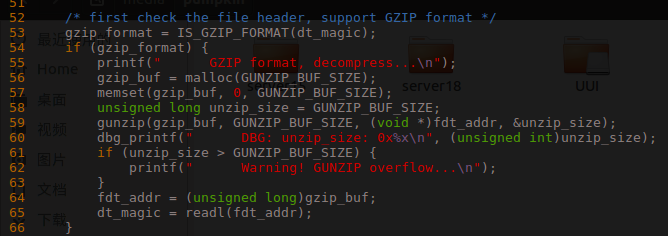 51
52 /* first check the file header, support GZIP format */
53 gzip_format = IS_GZIP_FORMAT(dt_magic);
54 if (gzip_format) {
55 printf("      GZIP format, decompress...\n");
56 gzip_buf = malloc(GUNZIP_BUF_SIZE);
57 memset(gzip_buf, 0, GUNZIP_BUF_SIZE);
58 unsigned long unzip_size = GUNZIP_BUF_SIZE;
59 gunzip(gzip_buf, GUNZIP_BUF_SIZE, (void *)fdt_addr, &unzip_size);
60 dbg_printf("      DBG: unzip_size: 0x%x\n", (unsigned int)unzip_size);
61 if (unzip_size > GUNZIP_BUF_SIZE) {
62 printf("      Warning! GUNZIP overflow...\n");
63 }
64 fdt_addr = (unsigned long)gzip_buf;
65 dt_magic = readl(fdt_addr);
66 }
Home
桌面
视频
图片
文档
下载
server18
UUI